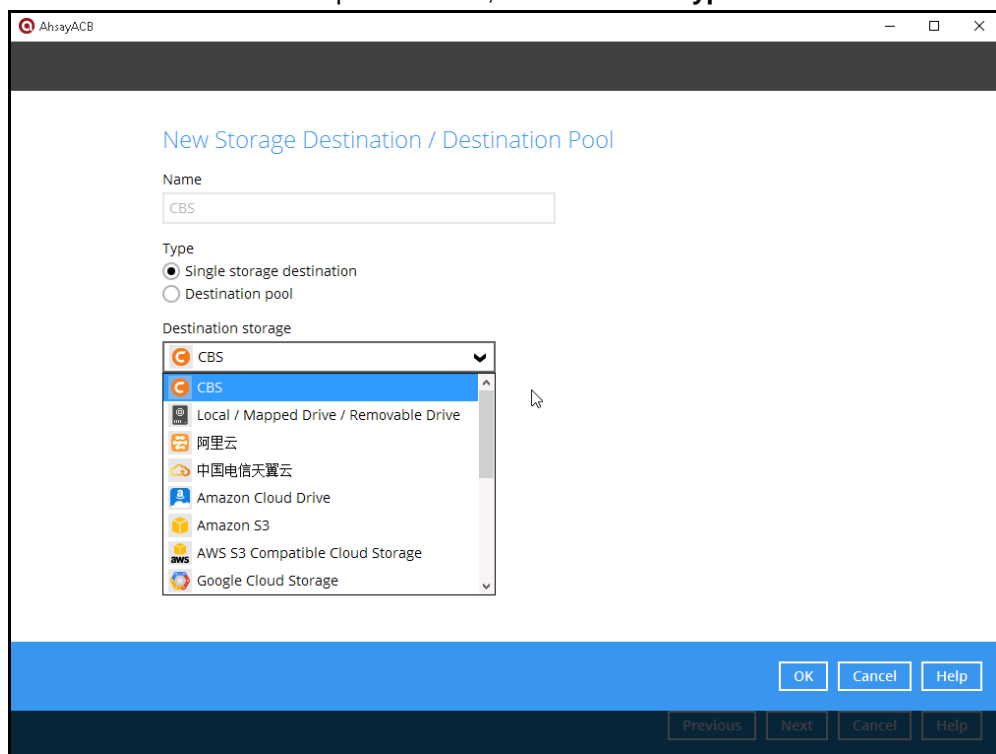 AhsayACB
New Storage Destination / Destination Pool
Name
CBS
Type
Single storage destination
Destination pool
Destination storage
CBS
CBS
Local / Mapped Drive / Removable Drive
阿里云
中国电信天翼云
Amazon Cloud Drive
Amazon S3
aws AWS S3 Compatible Cloud Storage
Google Cloud Storage
OK Cancel Help
Previous Next Cancel Help